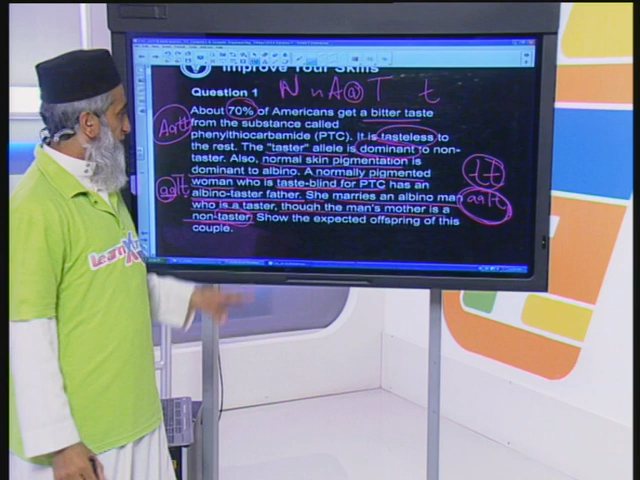 Improve Your Skills
Question 1 N n A @ T t
About 70% of Americans get a bitter taste
from the substance called
phenylthiocarbamide (PTC). It is tasteless to
the rest. The "taster" allele is dominant to non-
taster. Also, normal skin pigmentation is
dominant to albino. A normally pigmented
woman who is taste-blind for PTC has an
albino-taster father. She marries an albino man
who is a taster, though the man's mother is a
non-taster. Show the expected offspring of this
couple.
Aatt
tt
Learn